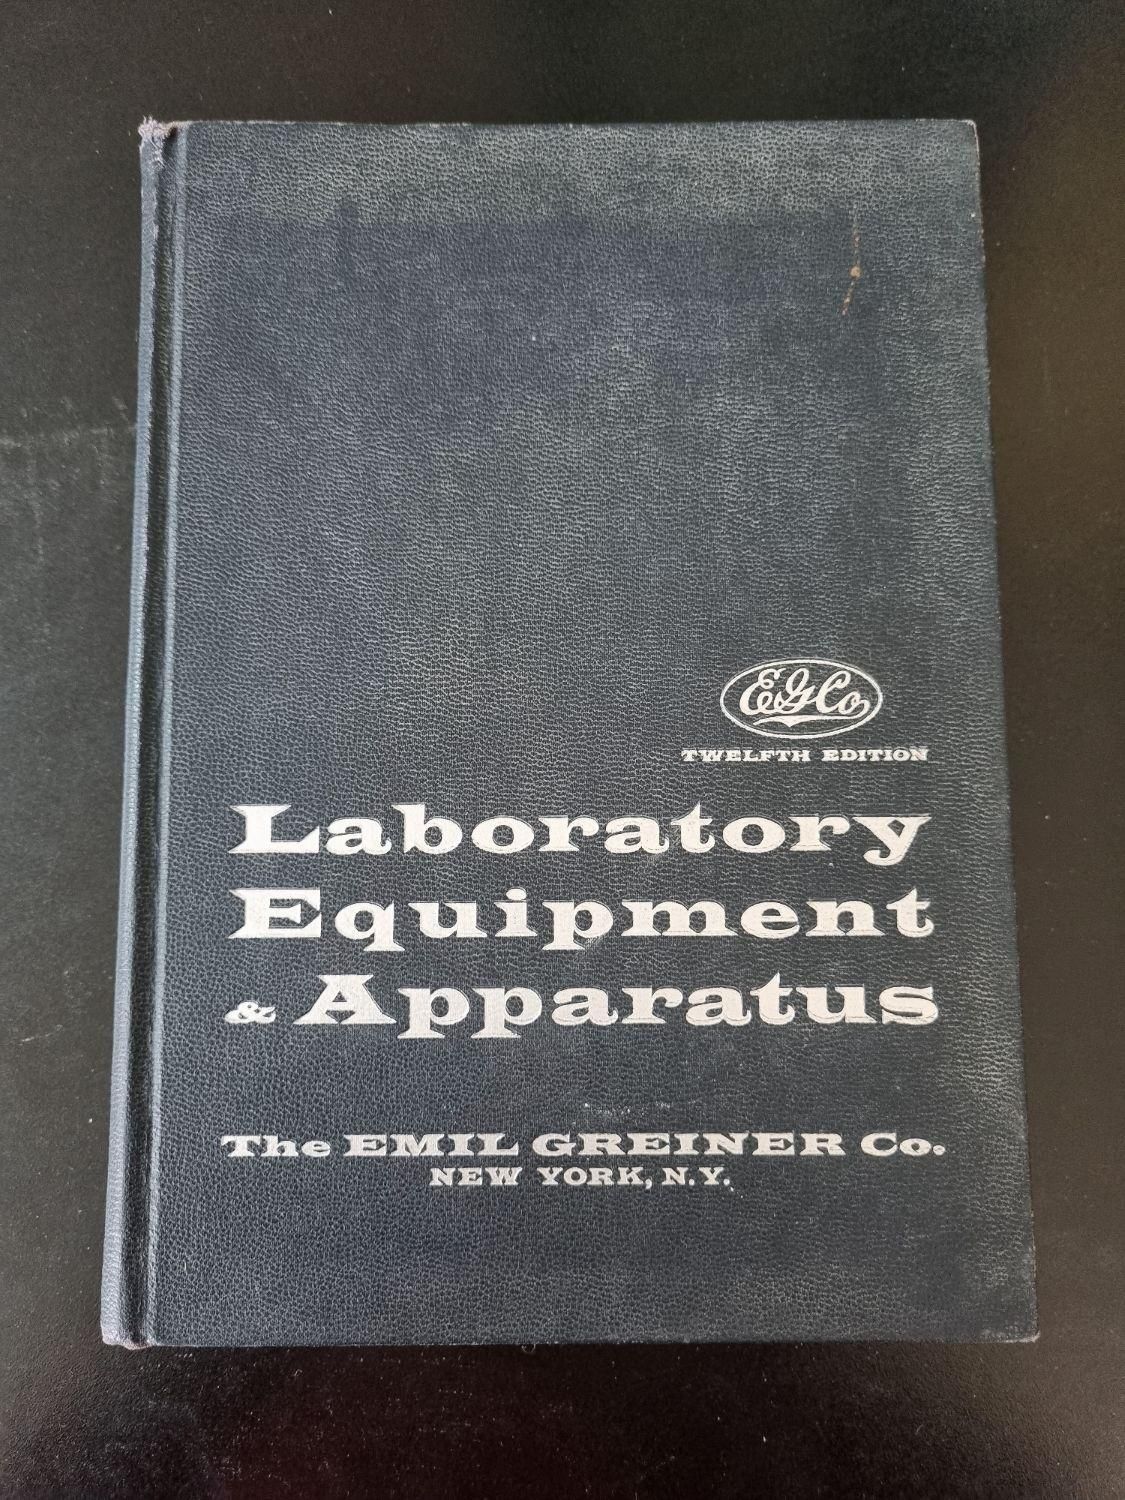 EGCo.
TWELFTH EDITION
Laboratory
Equipment
& Apparatus
The EMIL GREINER Co.
NEW YORK, N.Y.